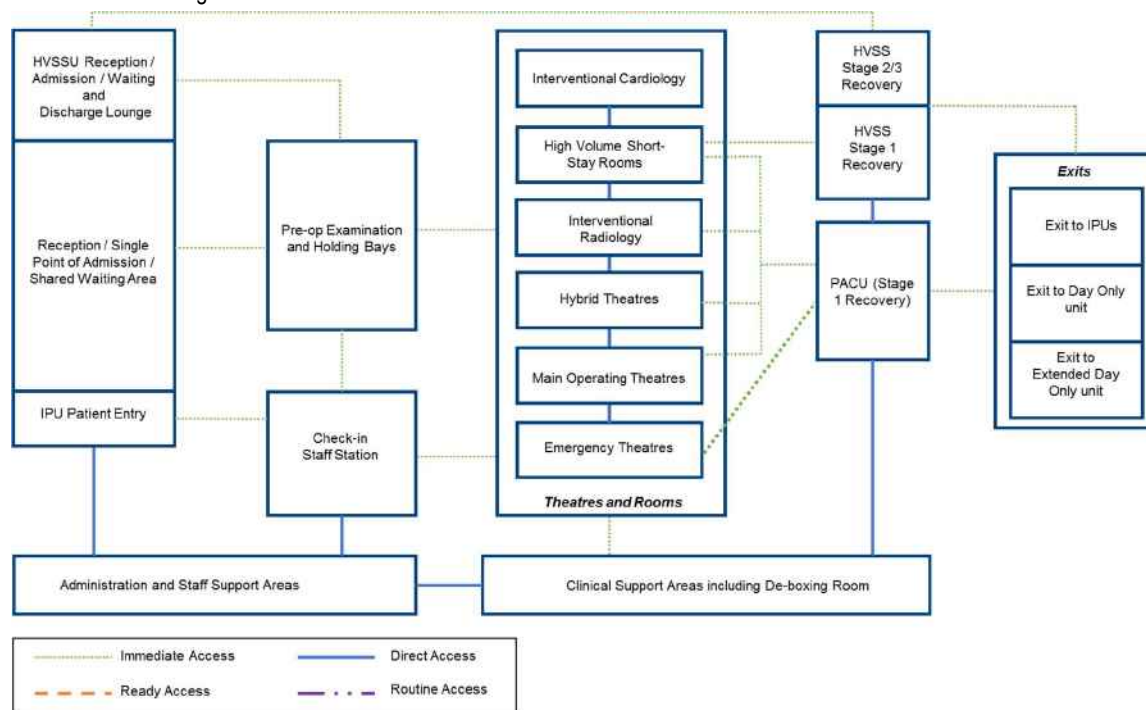 HVSSU Reception /
Admission / Waiting
and
Discharge Lounge
Reception / Single
Point of Admission /
Shared Waiting Area
IPU Patient Entry
Pre-op Examination
and Holding Bays
Check-in
Staff Station
Interventional Cardiology
High Volume Short-
Stay Rooms
Interventional
Radiology
Hybrid Theatres
Main Operating Theatres
Emergency Theatres
Theatres and Rooms
HVSS
Stage 2/3
Recovery
HVSS
Stage 1
Recovery
PACU (Stage
1 Recovery)
Exits
Exit to IPUs
Exit to Day Only
unit
Exit to
Extended Day
Only unit
Administration and Staff Support Areas
Clinical Support Areas including De-boxing Room
Immediate Access
Direct Access
Ready Access
Routine Access